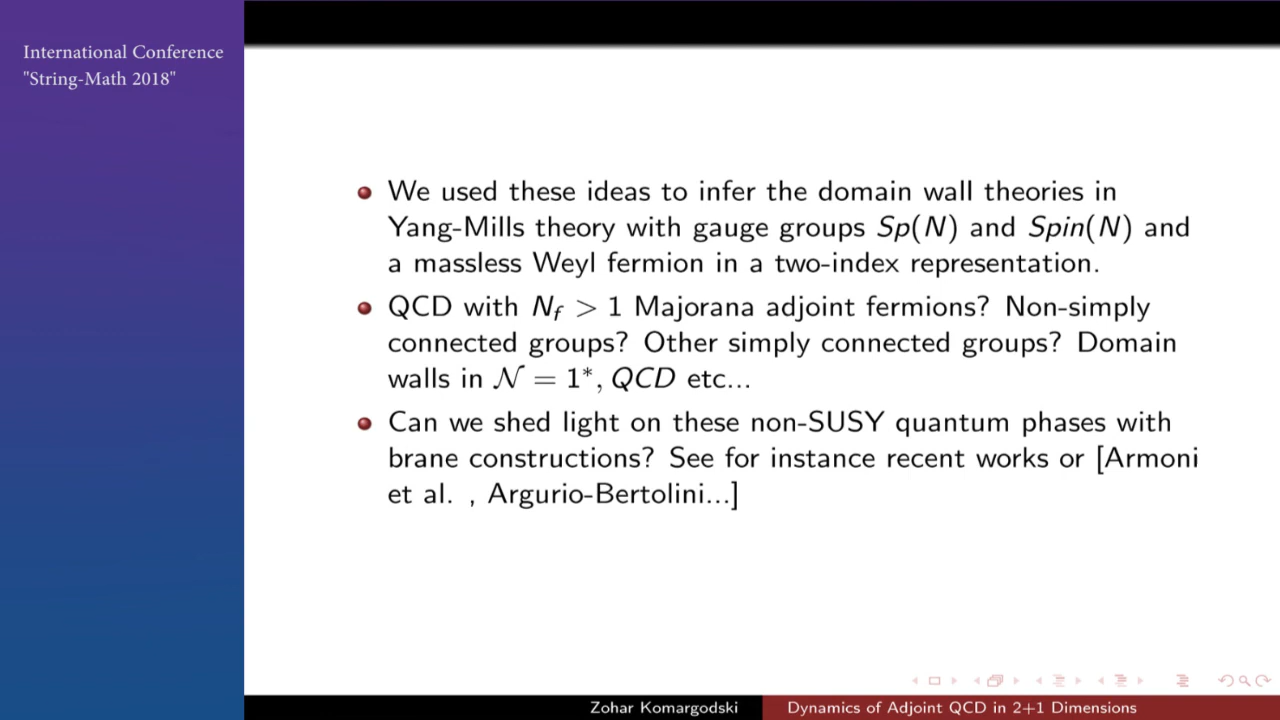 International Conference
"String-Math 2018"
We used these ideas to infer the domain wall theories in
Yang-Mills theory with gauge groups Sp(N) and Spin(N) and
a massless Weyl fermion in a two-index representation.
QCD with N_f > 1 Majorana adjoint fermions? Non-simply
connected groups? Other simply connected groups? Domain
walls in 𝒩 = 1*, QCD etc...
Can we shed light on these non-SUSY quantum phases with
brane constructions? See for instance recent works or [Armoni
et al. , Argurio-Bertolini...]
Zohar Komargodski
Dynamics of Adjoint QCD in 2+1 Dimensions